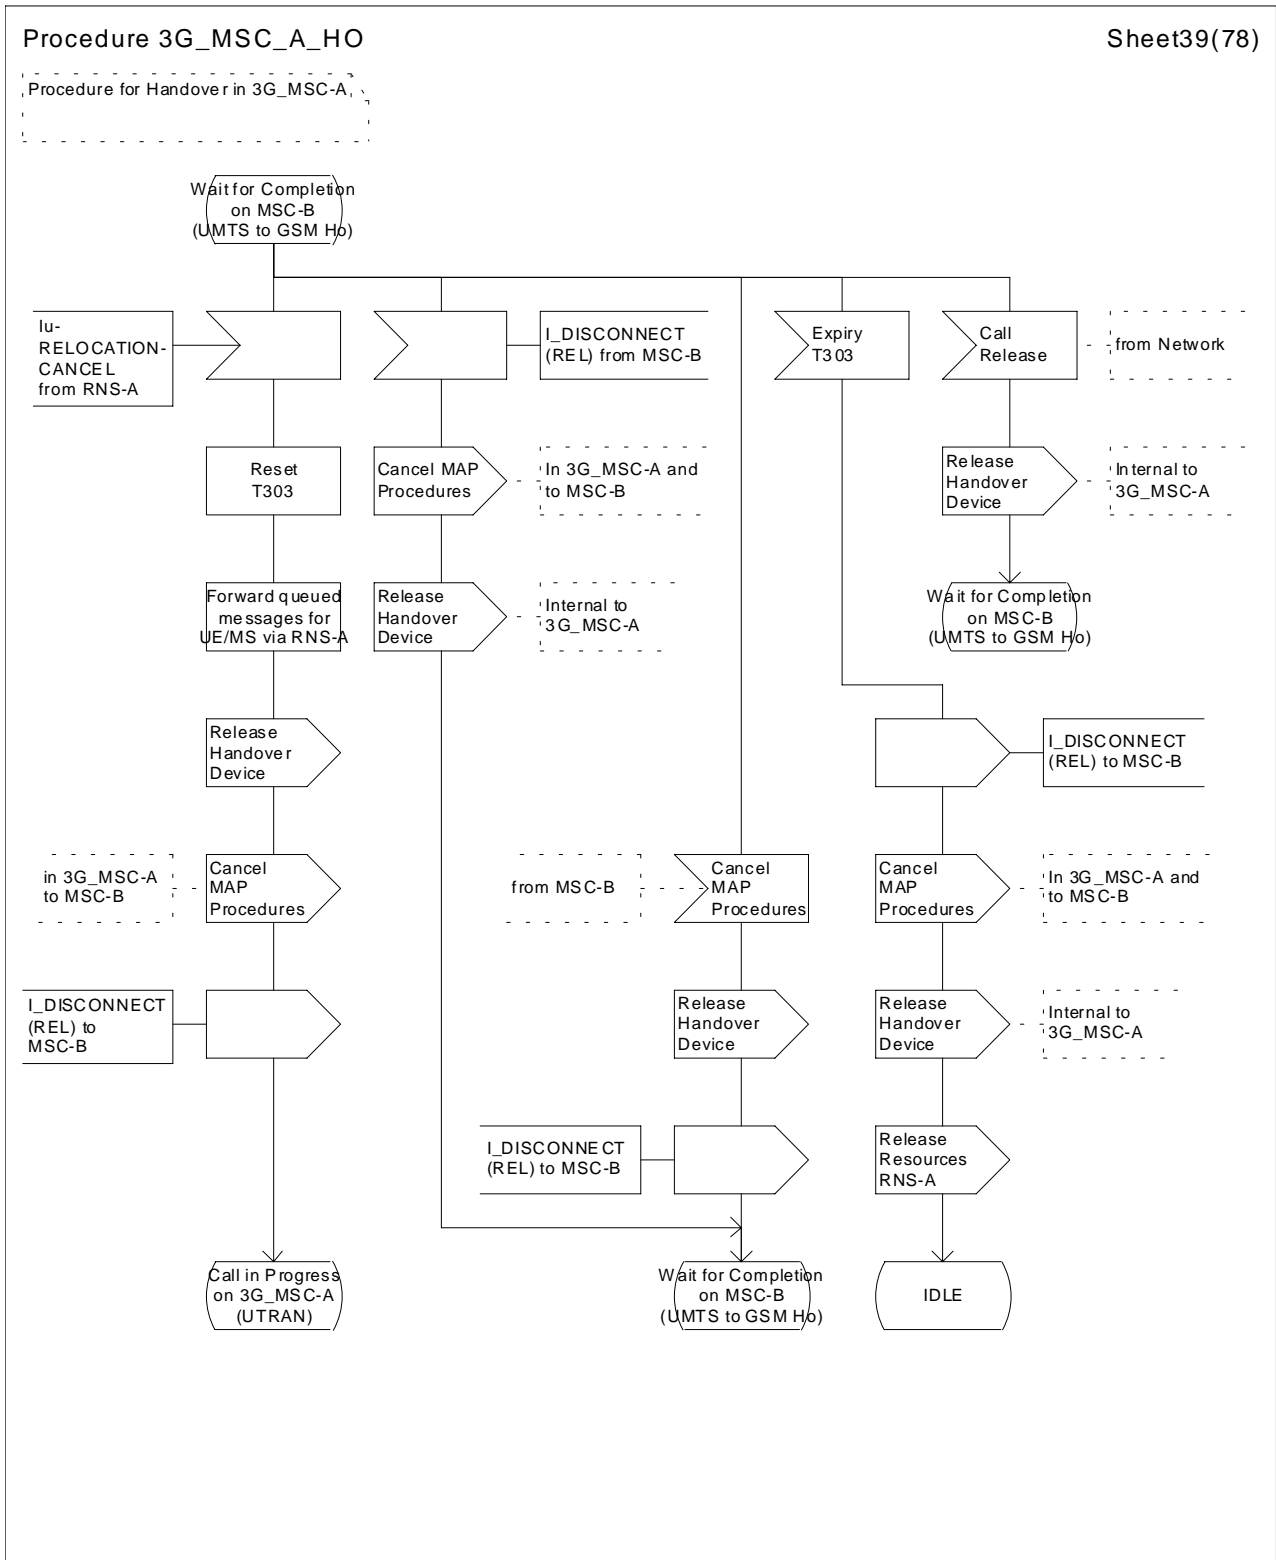 Procedure 3G_MSC_A_HO
Sheet39(78)
Procedure for Handover in 3G_MSC-A
Wait for Completion
on MSC-B
(UMTS to GSM Ho)
Iu-
RELOCATION-
CANCEL
from RNS-A
I_DISCONNECT
(REL) from MSC-B
Expiry
T303
Call
Release
from Network
Reset
T303
Cancel MAP
Procedures
In 3G_MSC-A and
to MSC-B
Release
Handover
Device
Internal to
3G_MSC-A
Forward queued
messages for
UE/MS via RNS-A
Release
Handover
Device
Internal to
3G_MSC-A
Wait for Completion
on MSC-B
(UMTS to GSM Ho)
Release
Handover
Device
I_DISCONNECT
(REL) to MSC-B
in 3G_MSC-A
to MSC-B
Cancel
MAP
Procedures
from MSC-B
Cancel
MAP
Procedures
Cancel
MAP
Procedures
In 3G_MSC-A and
to MSC-B
I_DISCONNECT
(REL) to
MSC-B
Release
Handover
Device
Release
Handover
Device
Internal to
3G_MSC-A
I_DISCONNECT
(REL) to MSC-B
Release
Resources
RNS-A
Call in Progress
on 3G_MSC-A
(UTRAN)
Wait for Completion
on MSC-B
(UMTS to GSM Ho)
IDLE